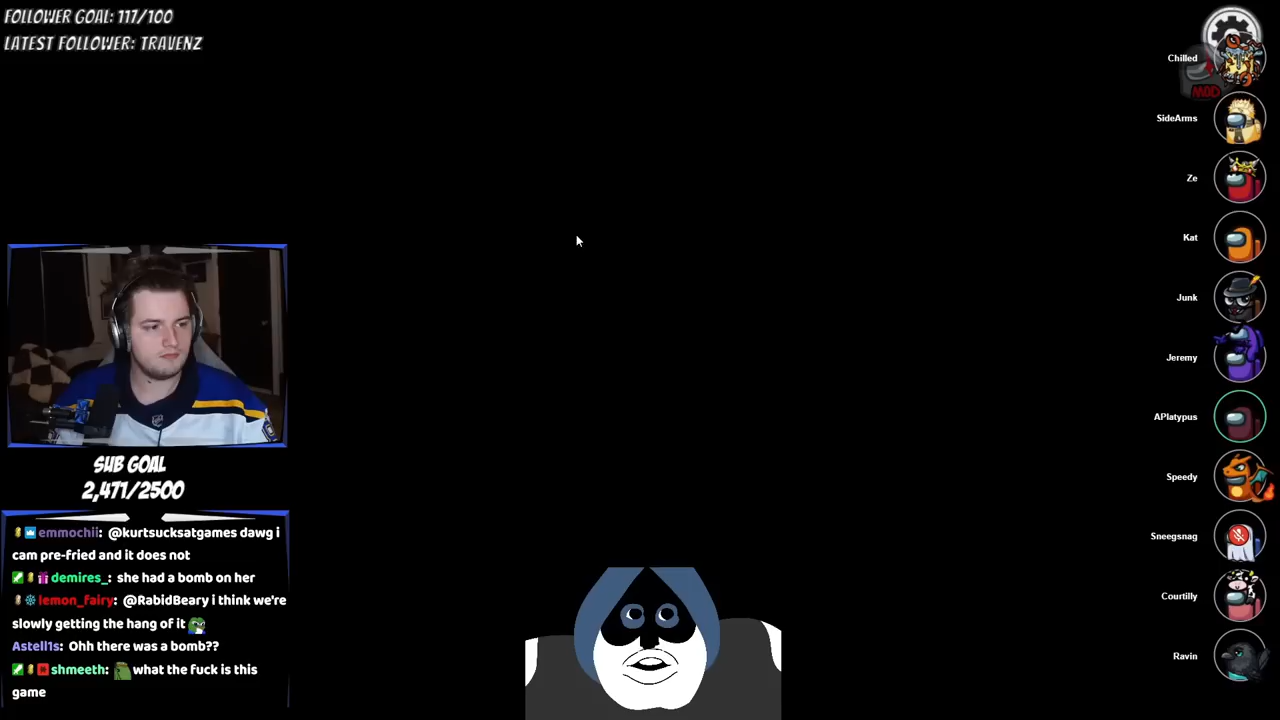 FOLLOWER GOAL: 117/100
LATEST FOLLOWER: TRAVENZ
Chilled
MOD
SideArms
Ze
Kat
Junk
Jeremy
APlatypus
Speedy
Sneegsnag
Courtilly
Ravin
SUB GOAL
2,471/2500
emmochii: @kurtsucksatgames dawg i
cam pre-fried and it does not
demires_: she had a bomb on her
lemon_fairy: @RabidBeary i think we're
slowly getting the hang of it
Astell1s: Ohh there was a bomb??
shmeeth: what the fuck is this
game